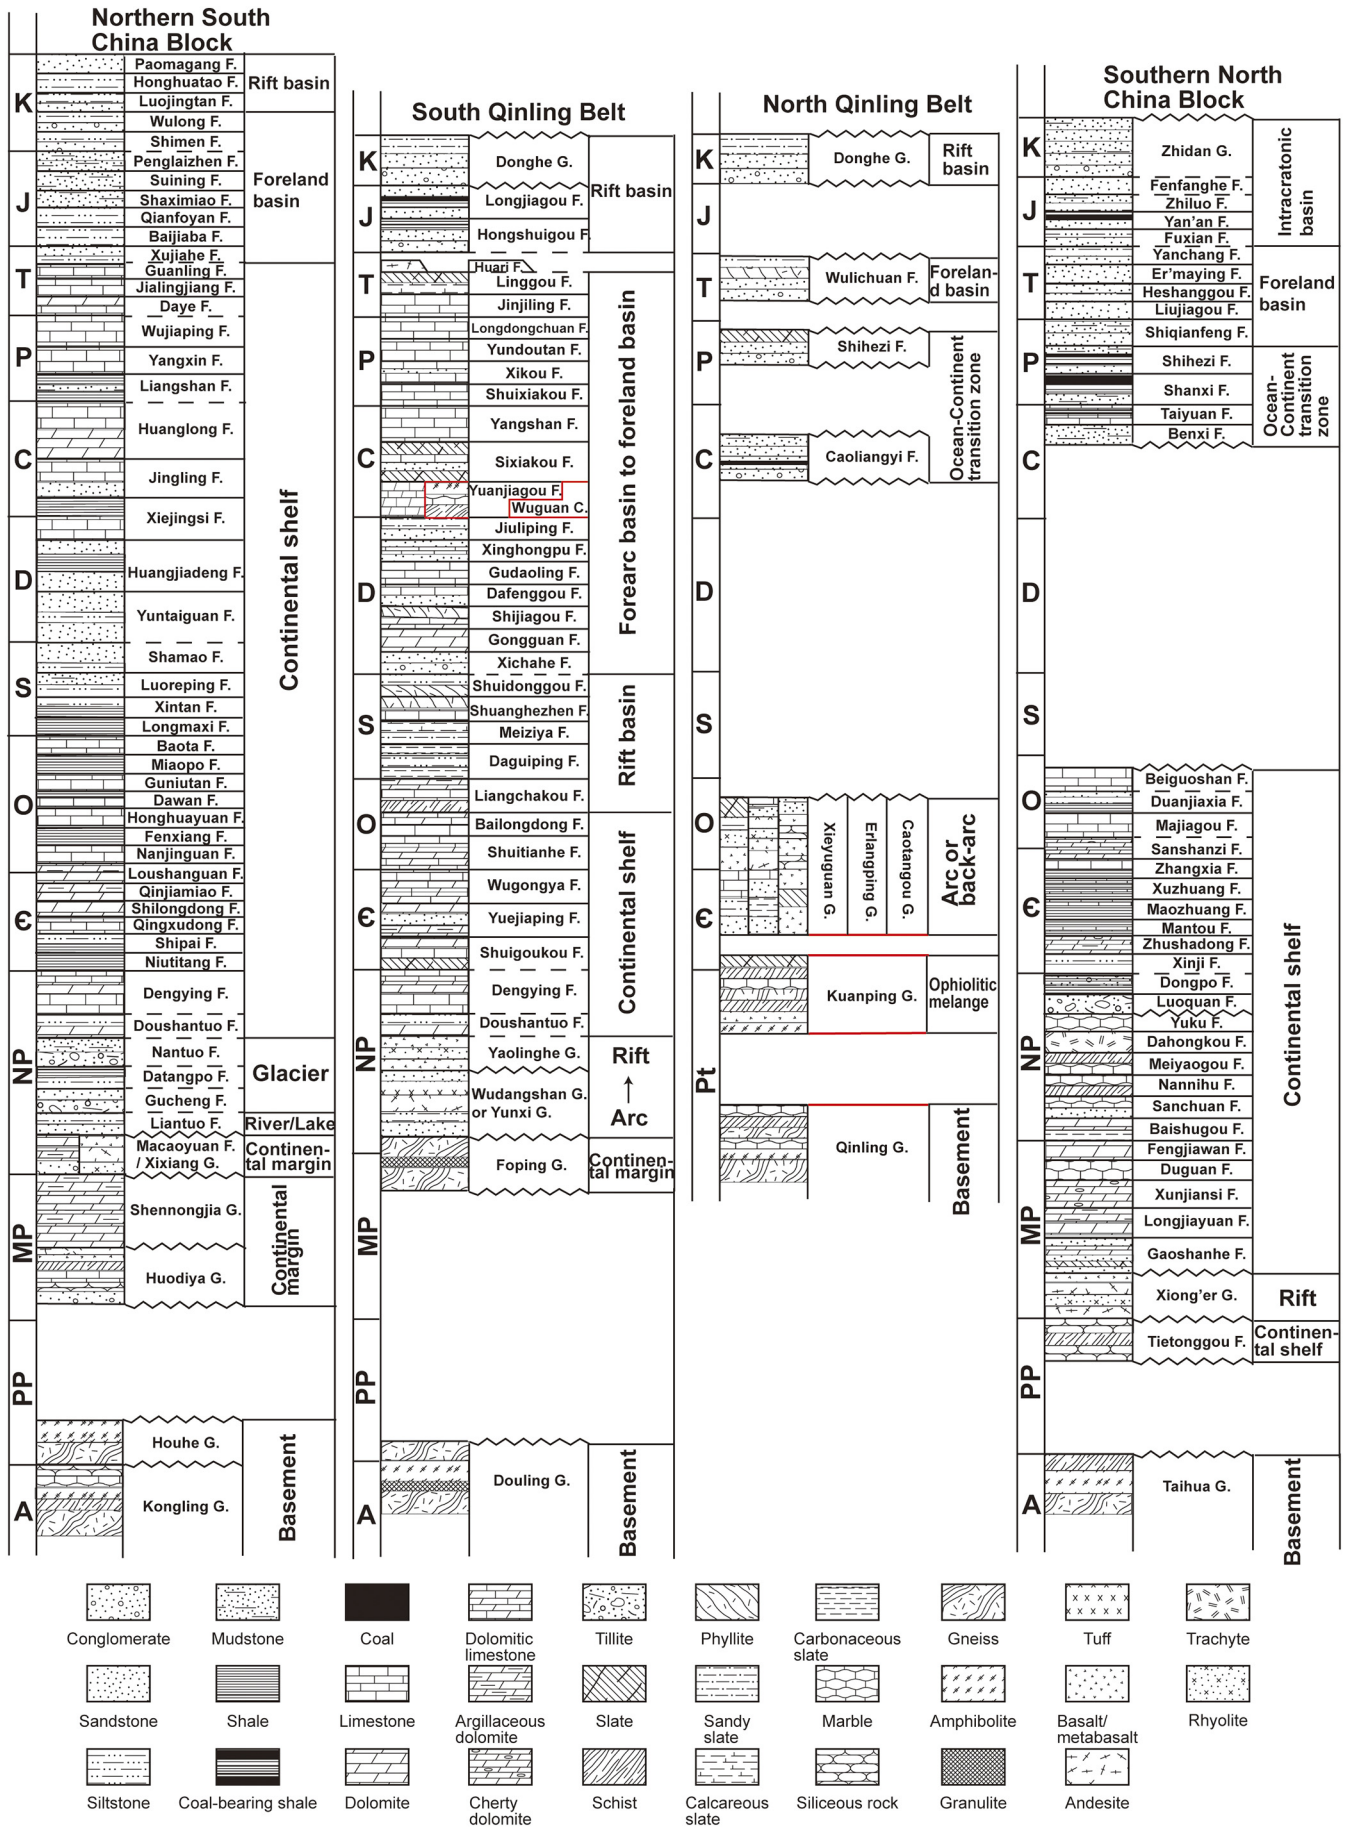 Northern South
China Block
K
J
T
P
C
D
S
O
Є
NP
MP
PP
A
Paomagang F.
Honghuatao F.
Luojingtan F.
Wulong F.
Shimen F.
Penglaizhen F.
Suining F.
Shaximiao F.
Qianfoyan F.
Baijiaba F.
Xujiahe F.
Guanling F.
Jialingjiang F.
Daye F.
Wujiaping F.
Yangxin F.
Liangshan F.
Huanglong F.
Jingling F.
Xiejingsi F.
Huangjiadeng F.
Yuntaiguan F.
Shamao F.
Luoreping F.
Xintan F.
Longmaxi F.
Baota F.
Miaopo F.
Guniutan F.
Dawan F.
Honghuayuan F.
Fenxiang F.
Nanjinguan F.
Loushanguan F.
Qinjiamiao F.
Shilongdong F.
Qingxudong F.
Shipai F.
Niutitang F.
Dengying F.
Doushantuo F.
Nantuo F.
Datangpo F.
Gucheng F.
Liantuo F.
Macaoyuan F.
/ Xixiang G.
Shennongjia G.
Huodiya G.
Houhe G.
Kongling G.
Rift basin
Foreland
basin
Continental shelf
Glacier
River/Lake
Continen-
tal margin
Continental
margin
Basement
South Qinling Belt
K
J
T
P
C
D
S
O
Є
NP
MP
PP
A
Donghe G.
Longjiagou F.
Hongshuigou F.
Huari F.
Linggou F.
Jinjiling F.
Longdongchuan F.
Yundoutan F.
Xikou F.
Shuixiakou F.
Yangshan F.
Sixiakou F.
Yuanjiagou F.
Wuguan C.
Jiuliping F.
Xinghongpu F.
Gudaoling F.
Dafenggou F.
Shijiagou F.
Gongguan F.
Xichahe F.
Shuidonggou F.
Shuanghezhen F.
Meiziya F.
Daguiping F.
Liangchakou F.
Bailongdong F.
Shuitianhe F.
Wugongya F.
Yuejiaping F.
Shuigoukou F.
Dengying F.
Doushantuo F.
Yaolinghe G.
Wudangshan G.
or Yunxi G.
Foping G.
Douling G.
Rift basin
Forearc basin to foreland basin
Rift basin
Continental shelf
Rift
Arc
Continen-
tal margin
Basement
North Qinling Belt
K
J
T
P
C
D
S
O
Є
Pt
Donghe G.
Wulichuan F.
Shihezi F.
Caoliangyi F.
Xieyuguan G.
Erlangping G.
Caotangou G.
Kuanping G.
Qinling G.
Rift
basin
Forelan-
d basin
Ocean-Continent
transition zone
Arc or
back-arc
Ophiolitic
melange
Basement
Southern North
China Block
K
J
T
P
C
D
S
O
Є
NP
MP
PP
A
Zhidan G.
Fenfanghe F.
Zhiluo F.
Yan’an F.
Fuxian F.
Yanchang F.
Er’maying F.
Heshanggou F.
Liujiagou F.
Shiqianfeng F.
Shihezi F.
Shanxi F.
Taiyuan F.
Benxi F.
Beiguoshan F.
Duanjiaxia F.
Majiagou F.
Sanshanzi F.
Zhangxia F.
Xuzhuang F.
Maozhuang F.
Mantou F.
Zhushadong F.
Xinji F.
Dongpo F.
Luoquan F.
Yuku F.
Dahongkou F.
Meiyaogou F.
Nannihu F.
Sanchuan F.
Baishugou F.
Fengjiawan F.
Duguan F.
Xunjiansi F.
Longjiayuan F.
Gaoshanhe F.
Xiong’er G.
Tietonggou F.
Taihua G.
Intracratonic
basin
Foreland
basin
Ocean-
Continent
transition
zone
Continental shelf
Rift
Continen-
tal shelf
Basement
Conglomerate
Mudstone
Coal
Dolomitic
limestone
Tillite
Phyllite
Carbonaceous
slate
Gneiss
Tuff
Trachyte
Sandstone
Shale
Limestone
Argillaceous
dolomite
Slate
Sandy
slate
Marble
Amphibolite
Basalt/
metabasalt
Rhyolite
Siltstone
Coal-bearing shale
Dolomite
Cherty
dolomite
Schist
Calcareous
slate
Siliceous rock
Granulite
Andesite